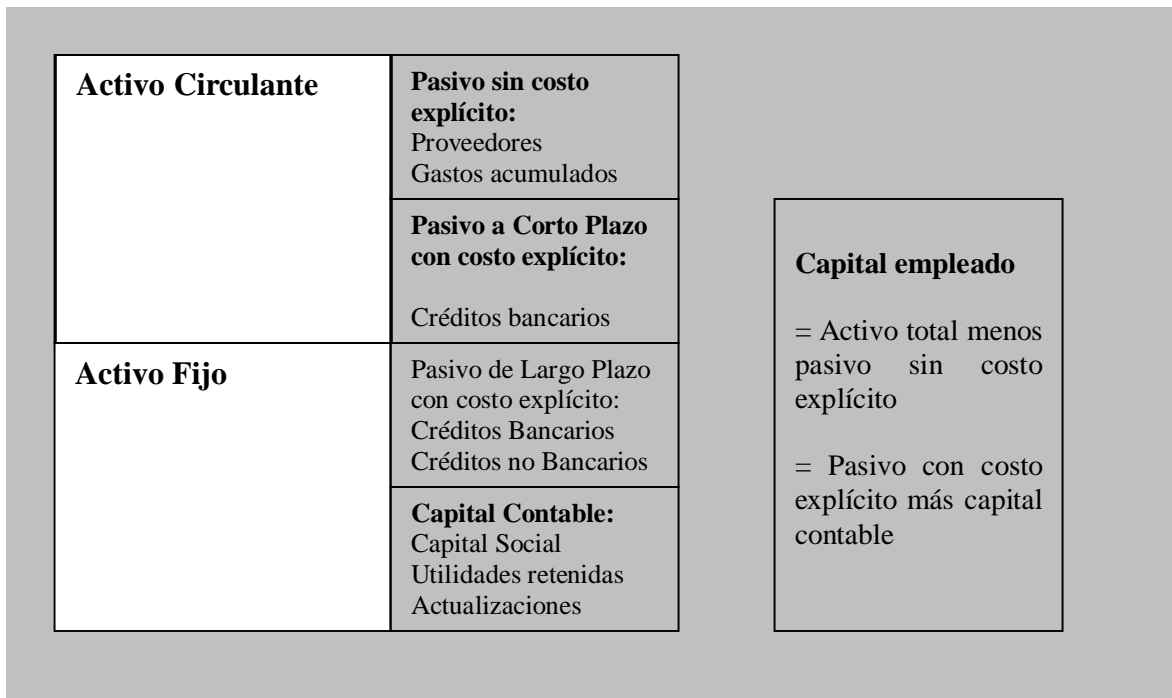 Activo Circulante
Pasivo sin costo
explícito:
Proveedores
Gastos acumulados
Pasivo a Corto Plazo
con costo explícito:
Créditos bancarios
Activo Fijo
Pasivo de Largo Plazo
con costo explícito:
Créditos Bancarios
Créditos no Bancarios
Capital Contable:
Capital Social
Utilidades retenidas
Actualizaciones
Capital empleado
= Activo total menos
pasivo sin costo
explícito
= Pasivo con costo
explícito más capital
contable